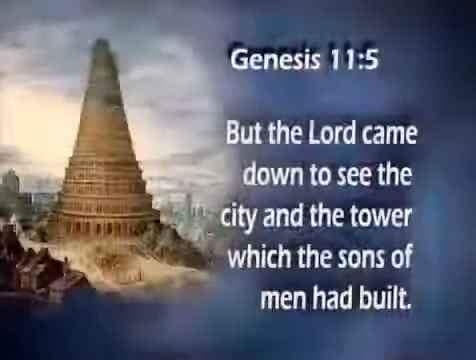 Genesis 11:5
But the Lord came
down to see the
city and the tower
which the sons of
men had built.